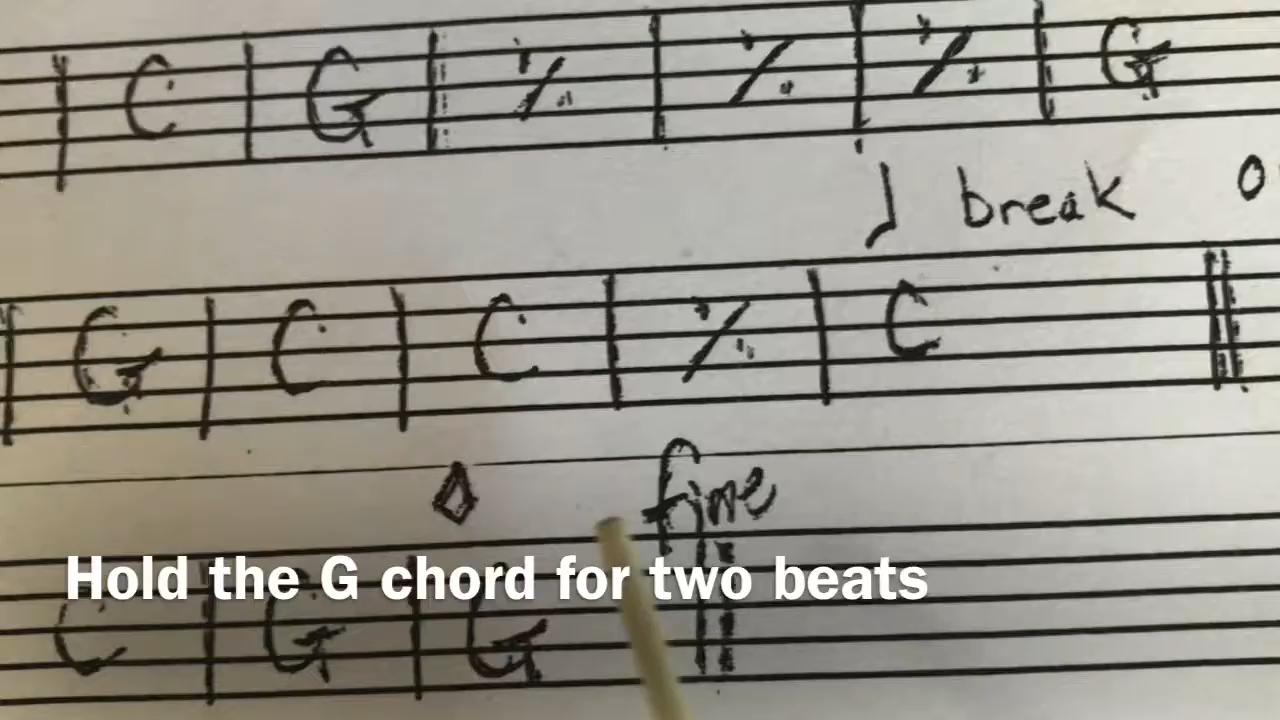 C G % % % G
♩ break
G C C % C
fine
Hold the G chord for two beats
C G G